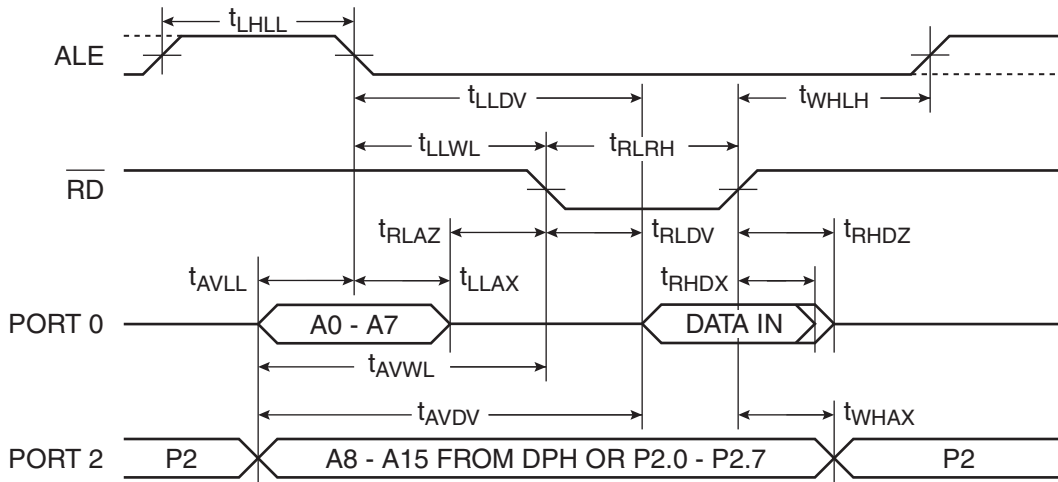 tLHLL
ALE
tLLDV
tWHLH
tLLWL
tRLRH
RD
tRLAZ
tRLDV
tRHDZ
tAVLL
tLLAX
tRHDX
PORT 0
A0 - A7
DATA IN
tAVWL
tAVDV
tWHAX
PORT 2
P2
A8 - A15 FROM DPH OR P2.0 - P2.7
P2